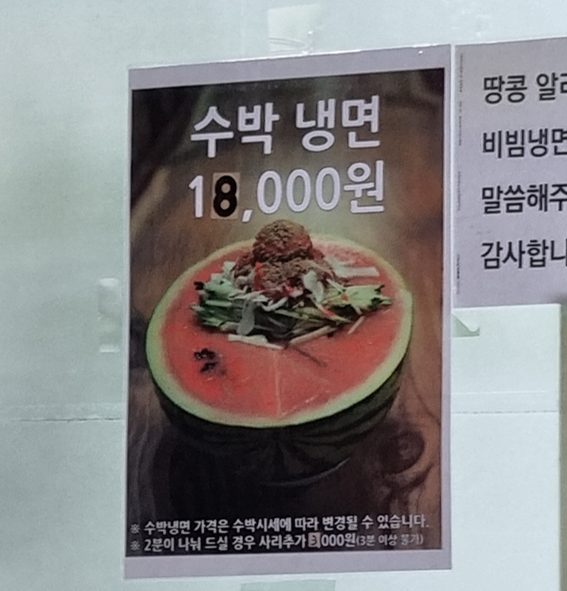 수박 냉면
18,000원
※ 수박냉면 가격은 수박시세에 따라 변경될 수 있습니다.
※ 2분이 나눠 드실 경우 사리추가 3,000원(3분 이상 불가)
땅콩 알
비빔냉면
말씀해주
감사합니